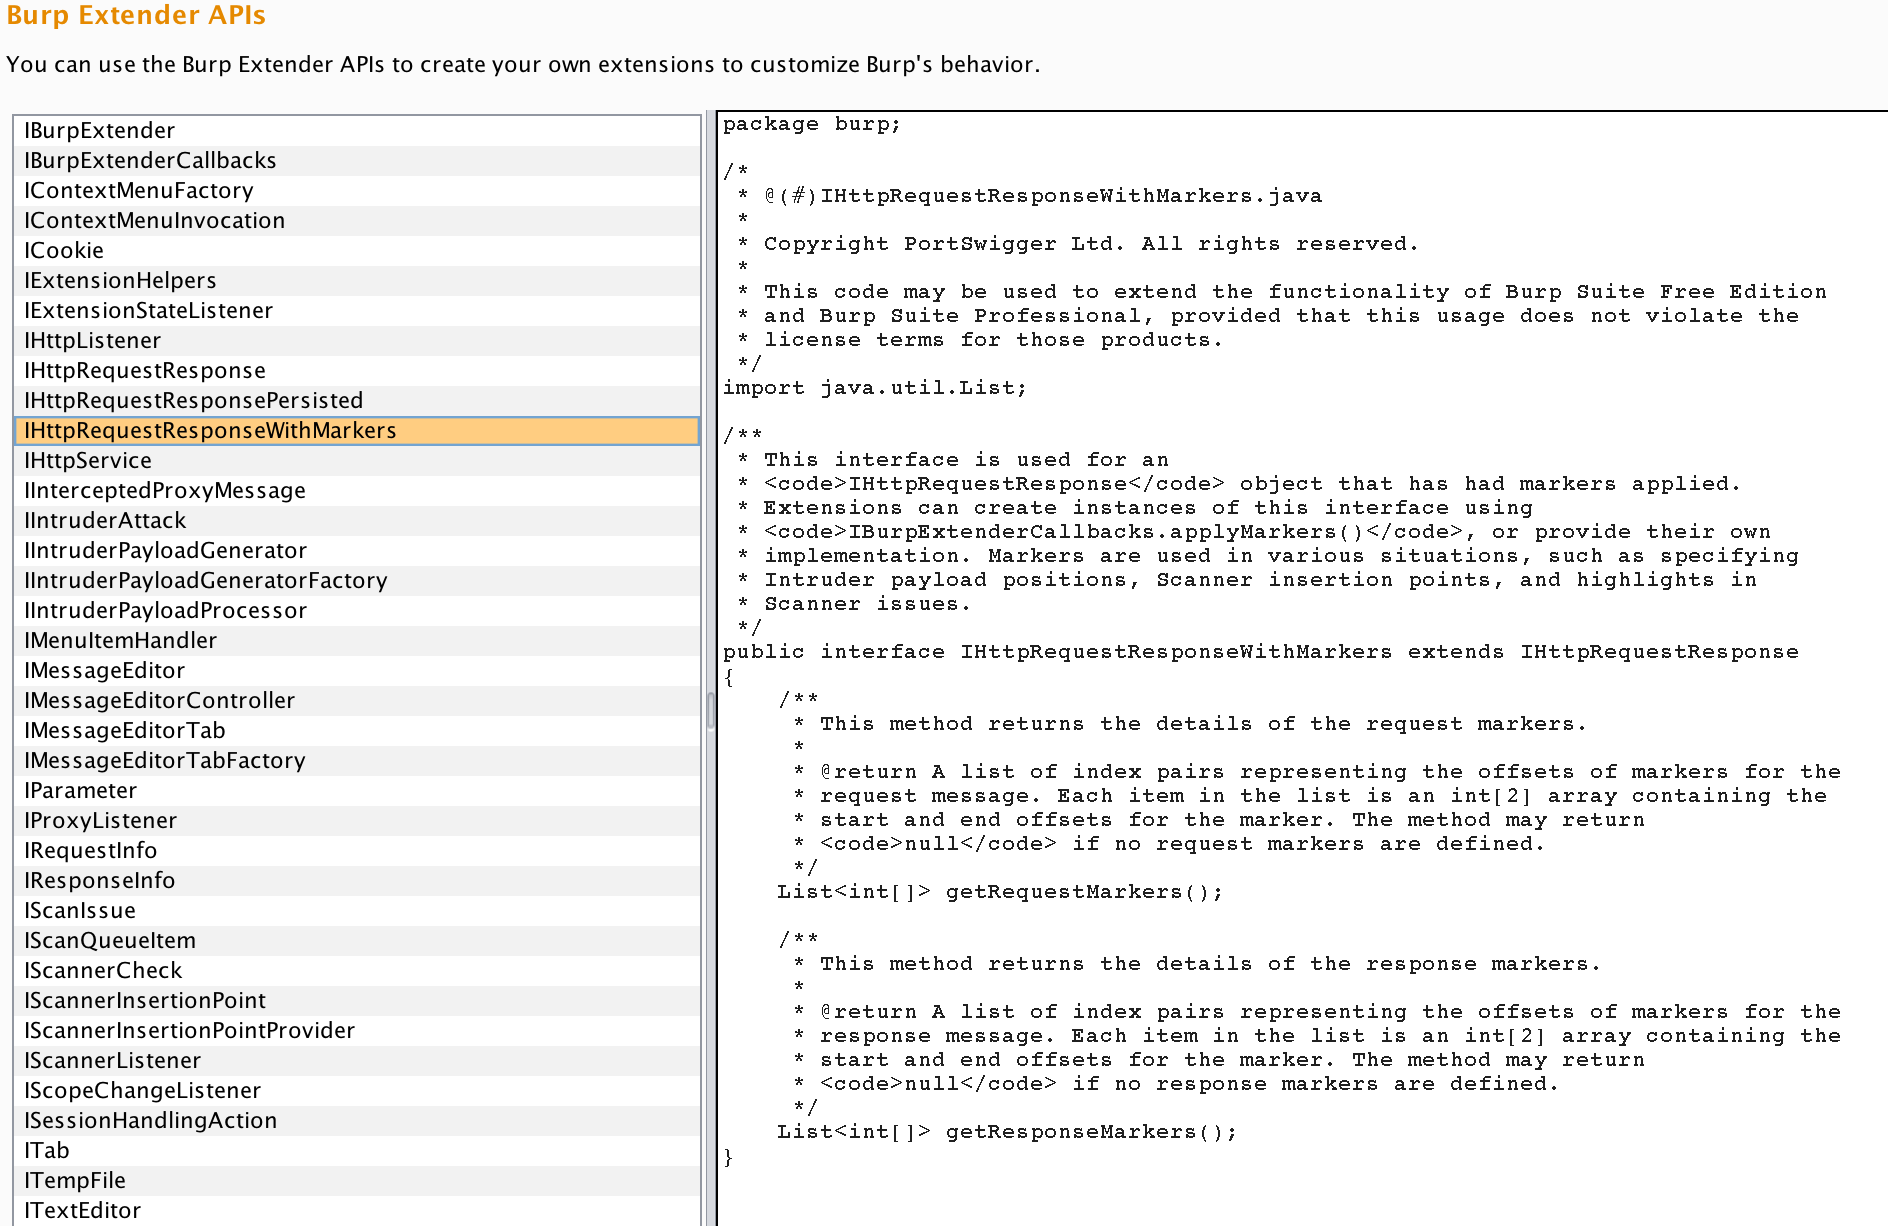 Burp Extender APIs
You can use the Burp Extender APIs to create your own extensions to customize Burp's behavior.
IBurpExtender
IBurpExtenderCallbacks
IContextMenuFactory
IContextMenuInvocation
ICookie
IExtensionHelpers
IExtensionStateListener
IHttpListener
IHttpRequestResponse
IHttpRequestResponsePersisted
IHttpRequestResponseWithMarkers
IHttpService
IInterceptedProxyMessage
IIntruderAttack
IIntruderPayloadGenerator
IIntruderPayloadGeneratorFactory
IIntruderPayloadProcessor
IMenuItemHandler
IMessageEditor
IMessageEditorController
IMessageEditorTab
IMessageEditorTabFactory
IParameter
IProxyListener
IRequestInfo
IResponseInfo
IScanIssue
IScanQueueItem
IScannerCheck
IScannerInsertionPoint
IScannerInsertionPointProvider
IScannerListener
IScopeChangeListener
ISessionHandlingAction
ITab
ITempFile
ITextEditor
package burp;
/*
 * @(#)IHttpRequestResponseWithMarkers.java
 *
 * Copyright PortSwigger Ltd. All rights reserved.
 *
 * This code may be used to extend the functionality of Burp Suite Free Edition
 * and Burp Suite Professional, provided that this usage does not violate the
 * license terms for those products.
 */
import java.util.List;
/**
 * This interface is used for an
 * <code>IHttpRequestResponse</code> object that has had markers applied.
 * Extensions can create instances of this interface using
 * <code>IBurpExtenderCallbacks.applyMarkers()</code>, or provide their own
 * implementation. Markers are used in various situations, such as specifying
 * Intruder payload positions, Scanner insertion points, and highlights in
 * Scanner issues.
 */
public interface IHttpRequestResponseWithMarkers extends IHttpRequestResponse
{
    /**
     * This method returns the details of the request markers.
     *
     * @return A list of index pairs representing the offsets of markers for the
     * request message. Each item in the list is an int[2] array containing the
     * start and end offsets for the marker. The method may return
     * <code>null</code> if no request markers are defined.
     */
    List<int[]> getRequestMarkers();
    /**
     * This method returns the details of the response markers.
     *
     * @return A list of index pairs representing the offsets of markers for the
     * response message. Each item in the list is an int[2] array containing the
     * start and end offsets for the marker. The method may return
     * <code>null</code> if no response markers are defined.
     */
    List<int[]> getResponseMarkers();
}